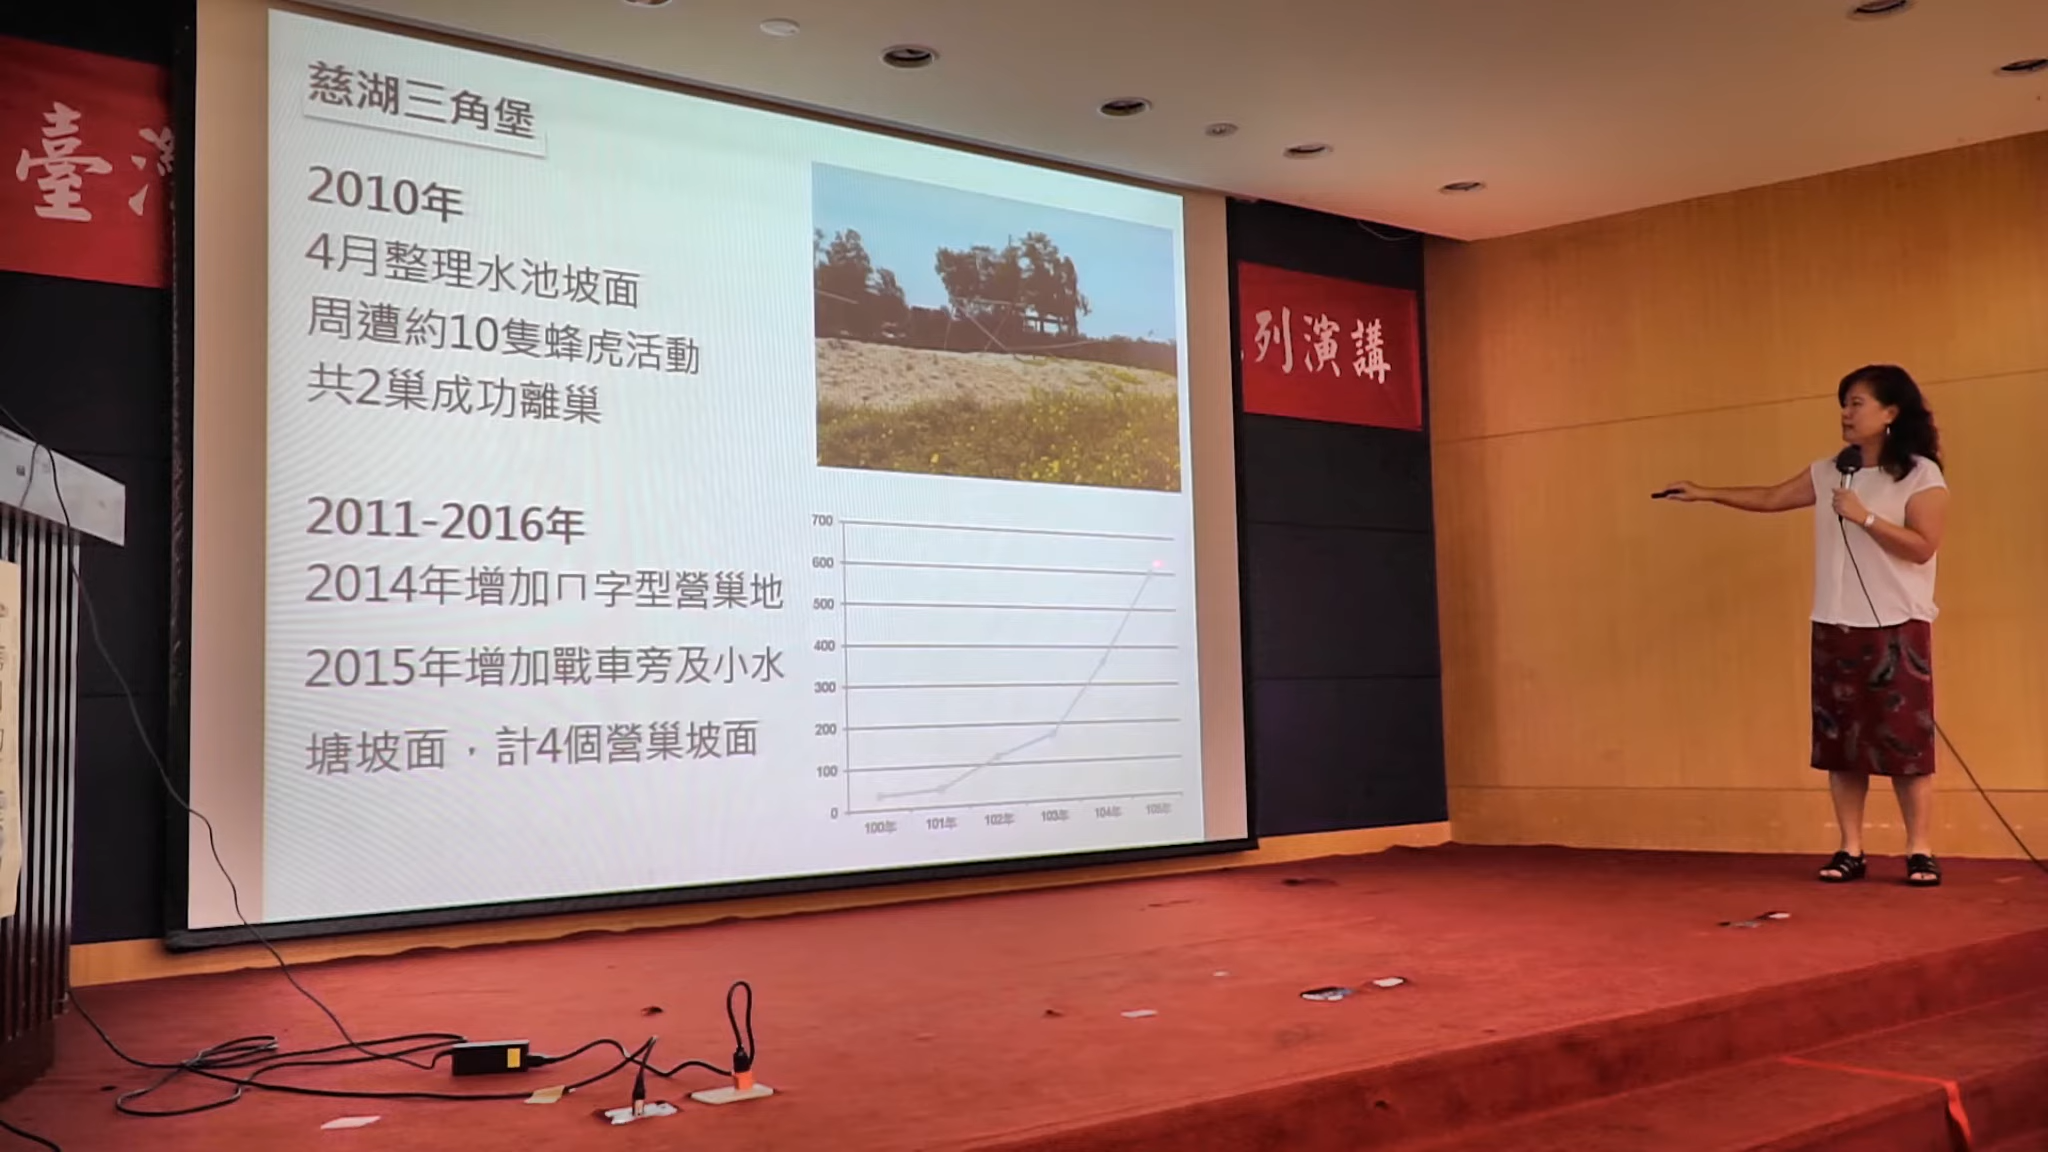 臺灣
列演講
慈湖三角堡
2010年
4月整理水池坡面
周遭約10隻蜂虎活動
共2巢成功離巢
2011-2016年
2014年增加ㄇ字型營巢地
2015年增加戰車旁及小水
塘坡面，計4個營巢坡面
700
600
500
400
300
200
100
0
100年 101年 102年 103年 104年 105年